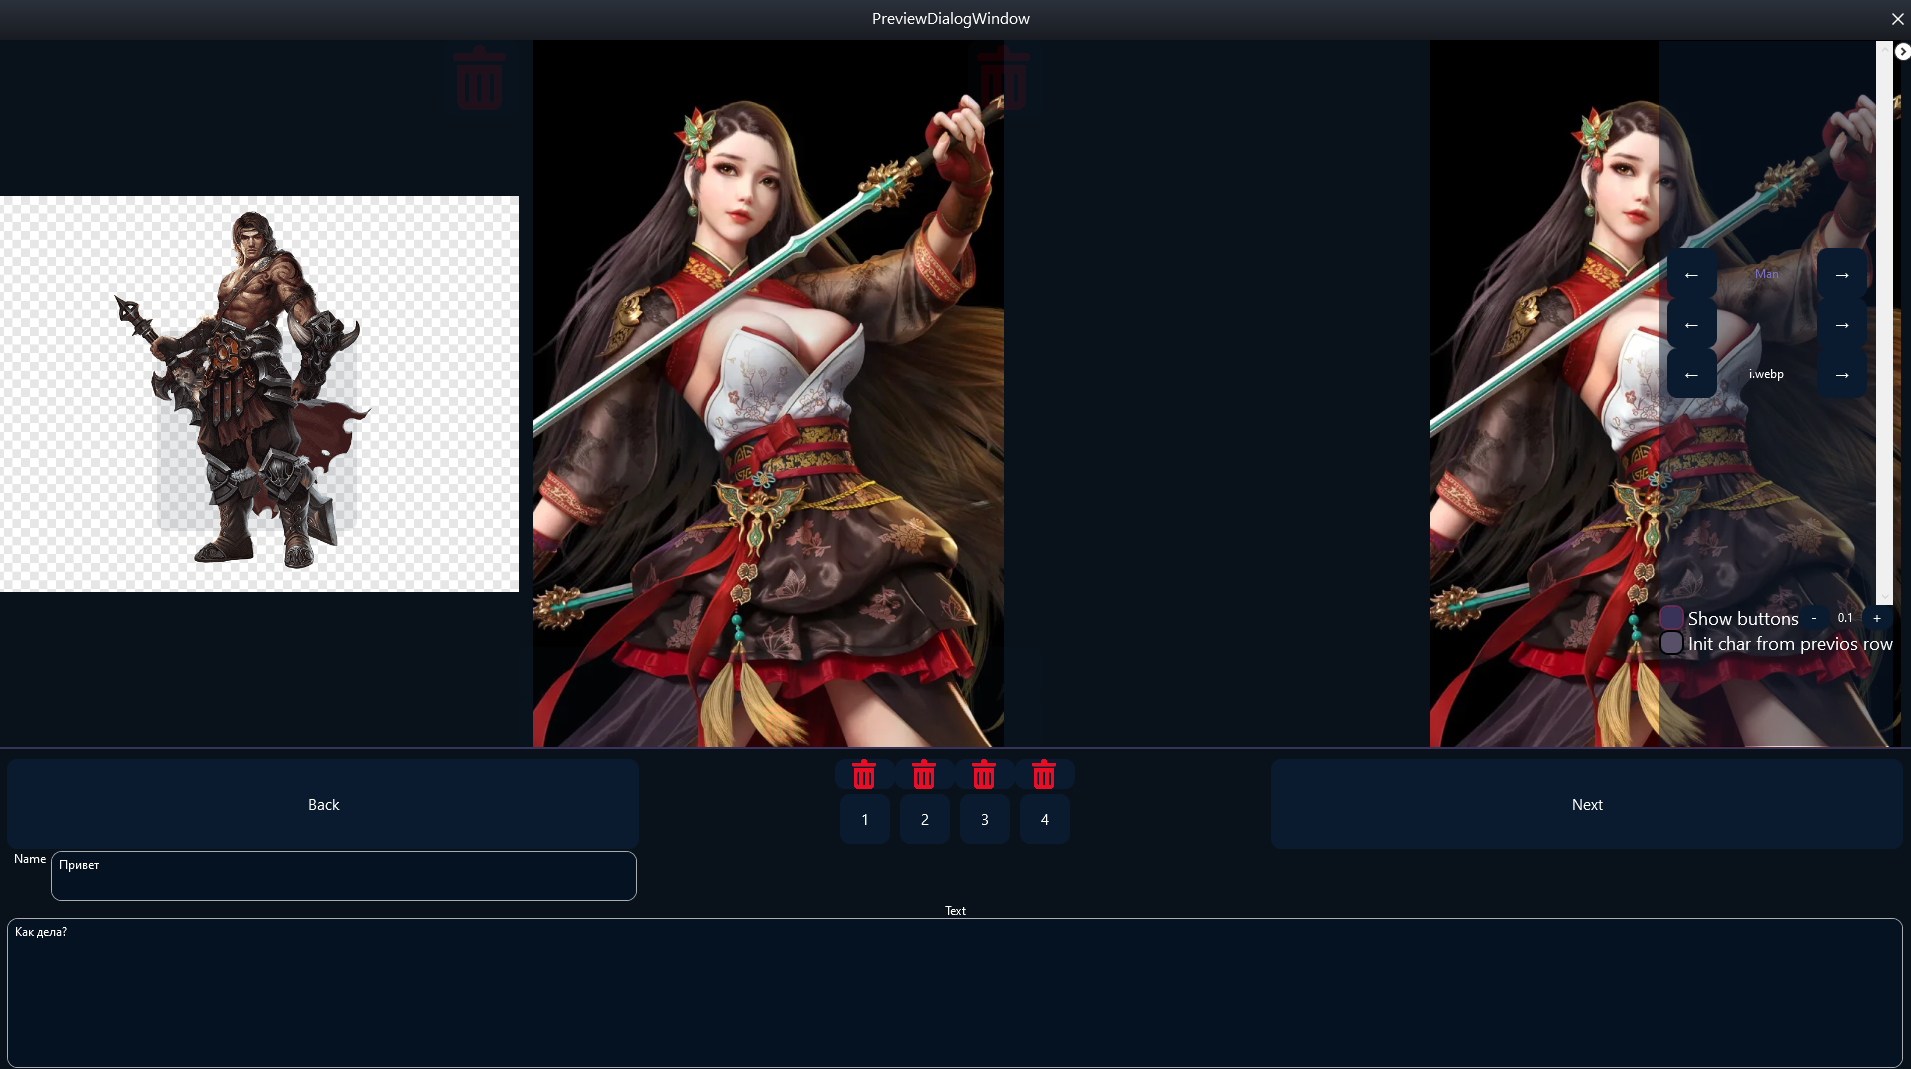 PreviewDialogWindow
← Man →
← →
← i.webp →
Show buttons - 0.1 +
Init char from previos row
Back
1 2 3 4
Next
Name
Привет
Text
Как дела?